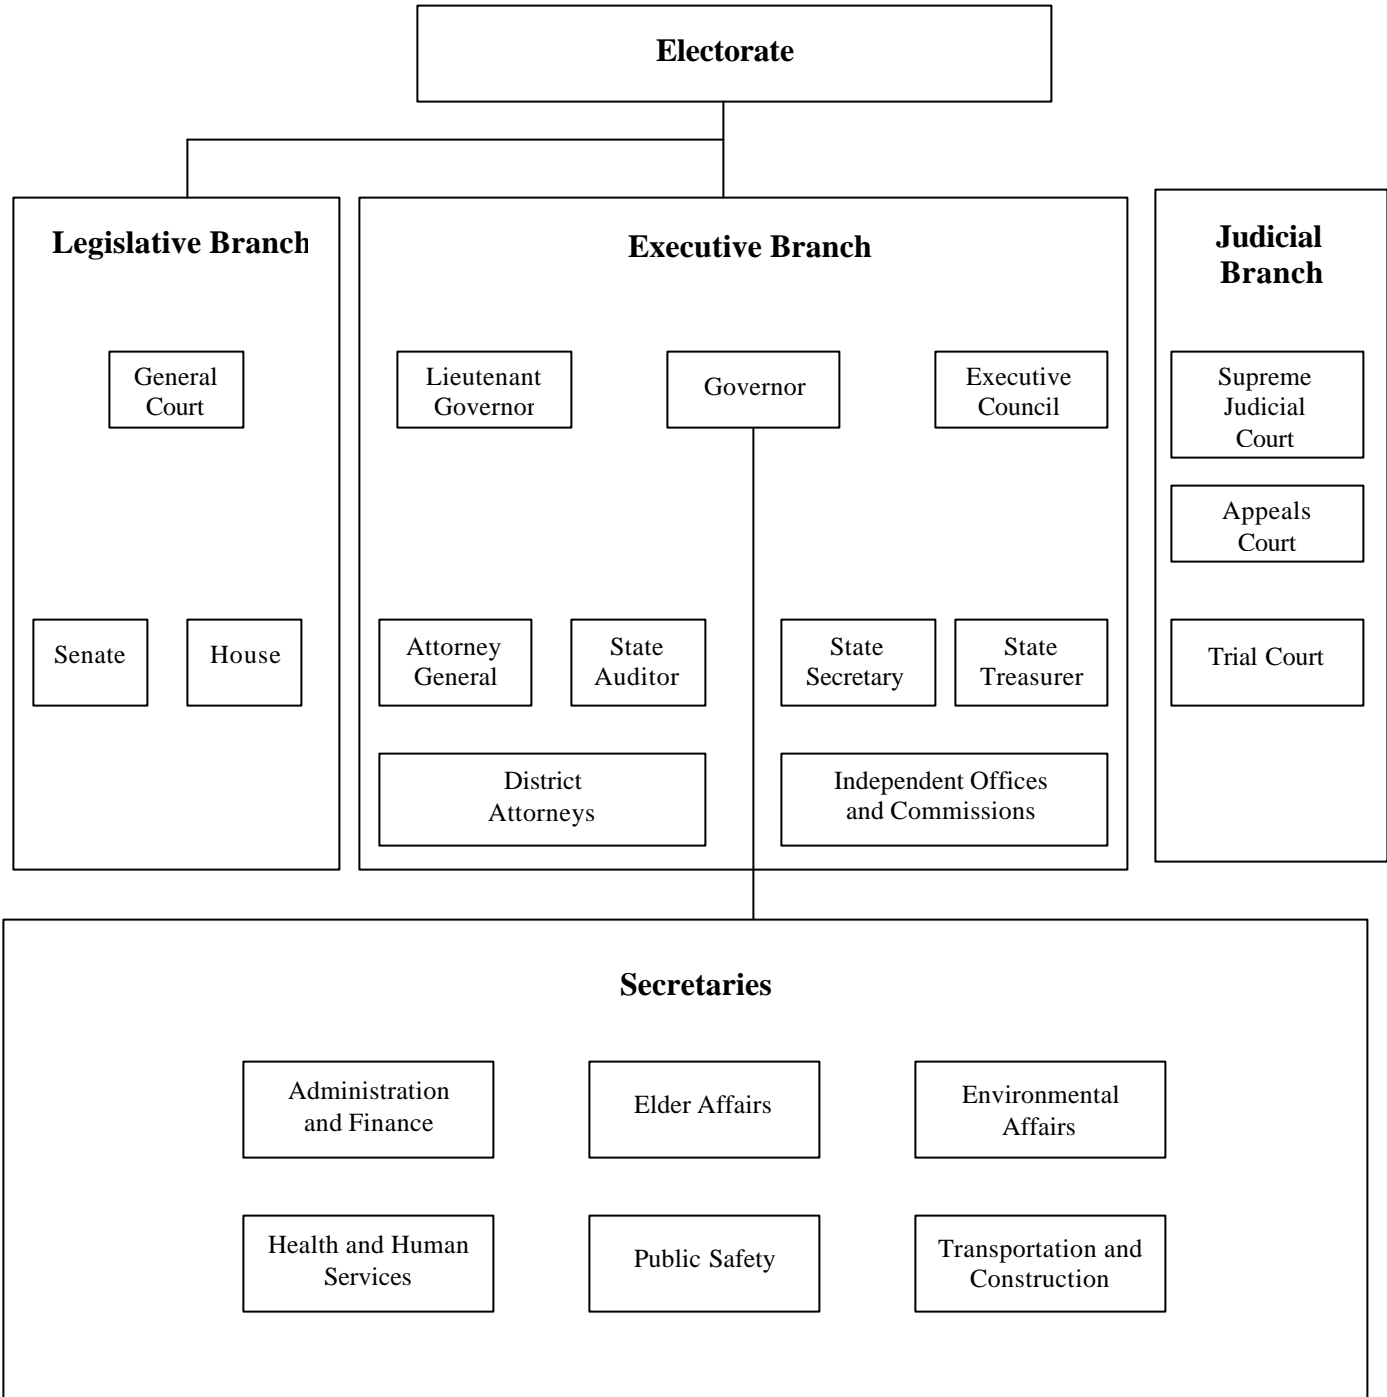 Electorate
Legislative Branch
General
Court
Senate
House
Executive Branch
Lieutenant
Governor
Governor
Executive
Council
Attorney
General
State
Auditor
State
Secretary
State
Treasurer
District
Attorneys
Independent Offices
and Commissions
Judicial
Branch
Supreme
Judicial
Court
Appeals
Court
Trial Court
Secretaries
Administration
and Finance
Elder Affairs
Environmental
Affairs
Health and Human
Services
Public Safety
Transportation and
Construction